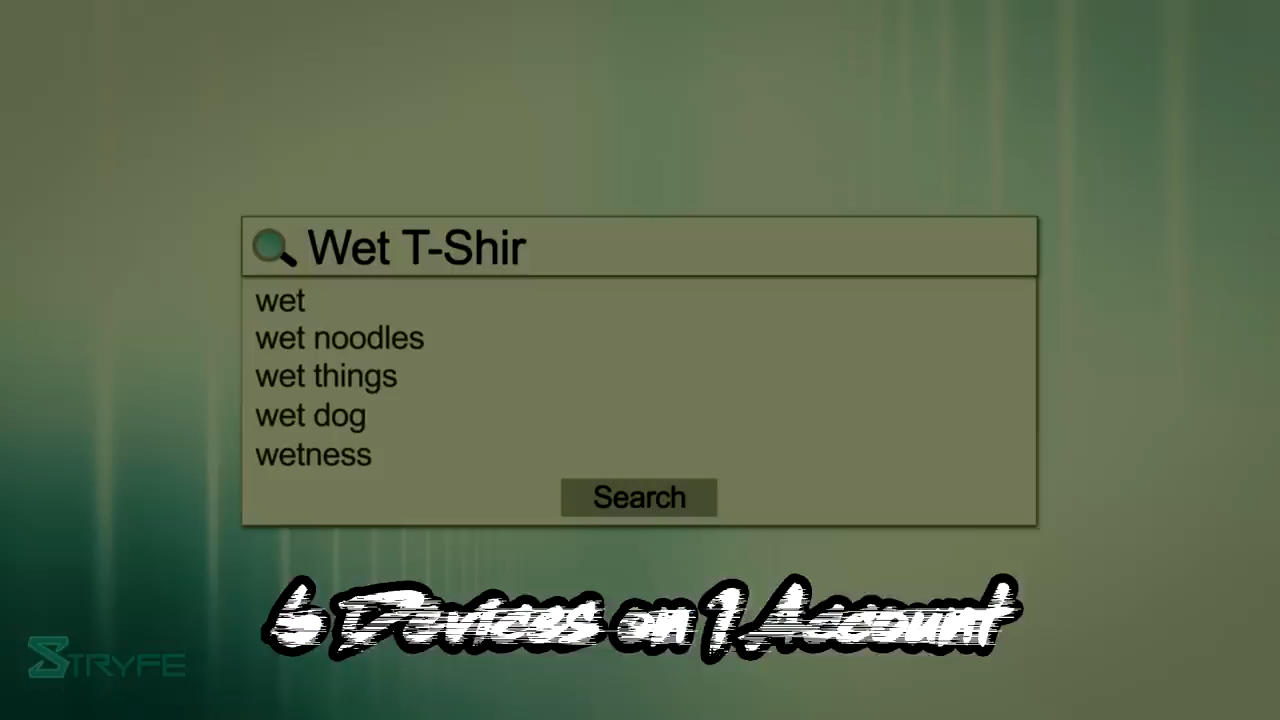 Wet T-Shir
wet
wet noodles
wet things
wet dog
wetness
Search
6 Devices on 1 Account
STRYFE